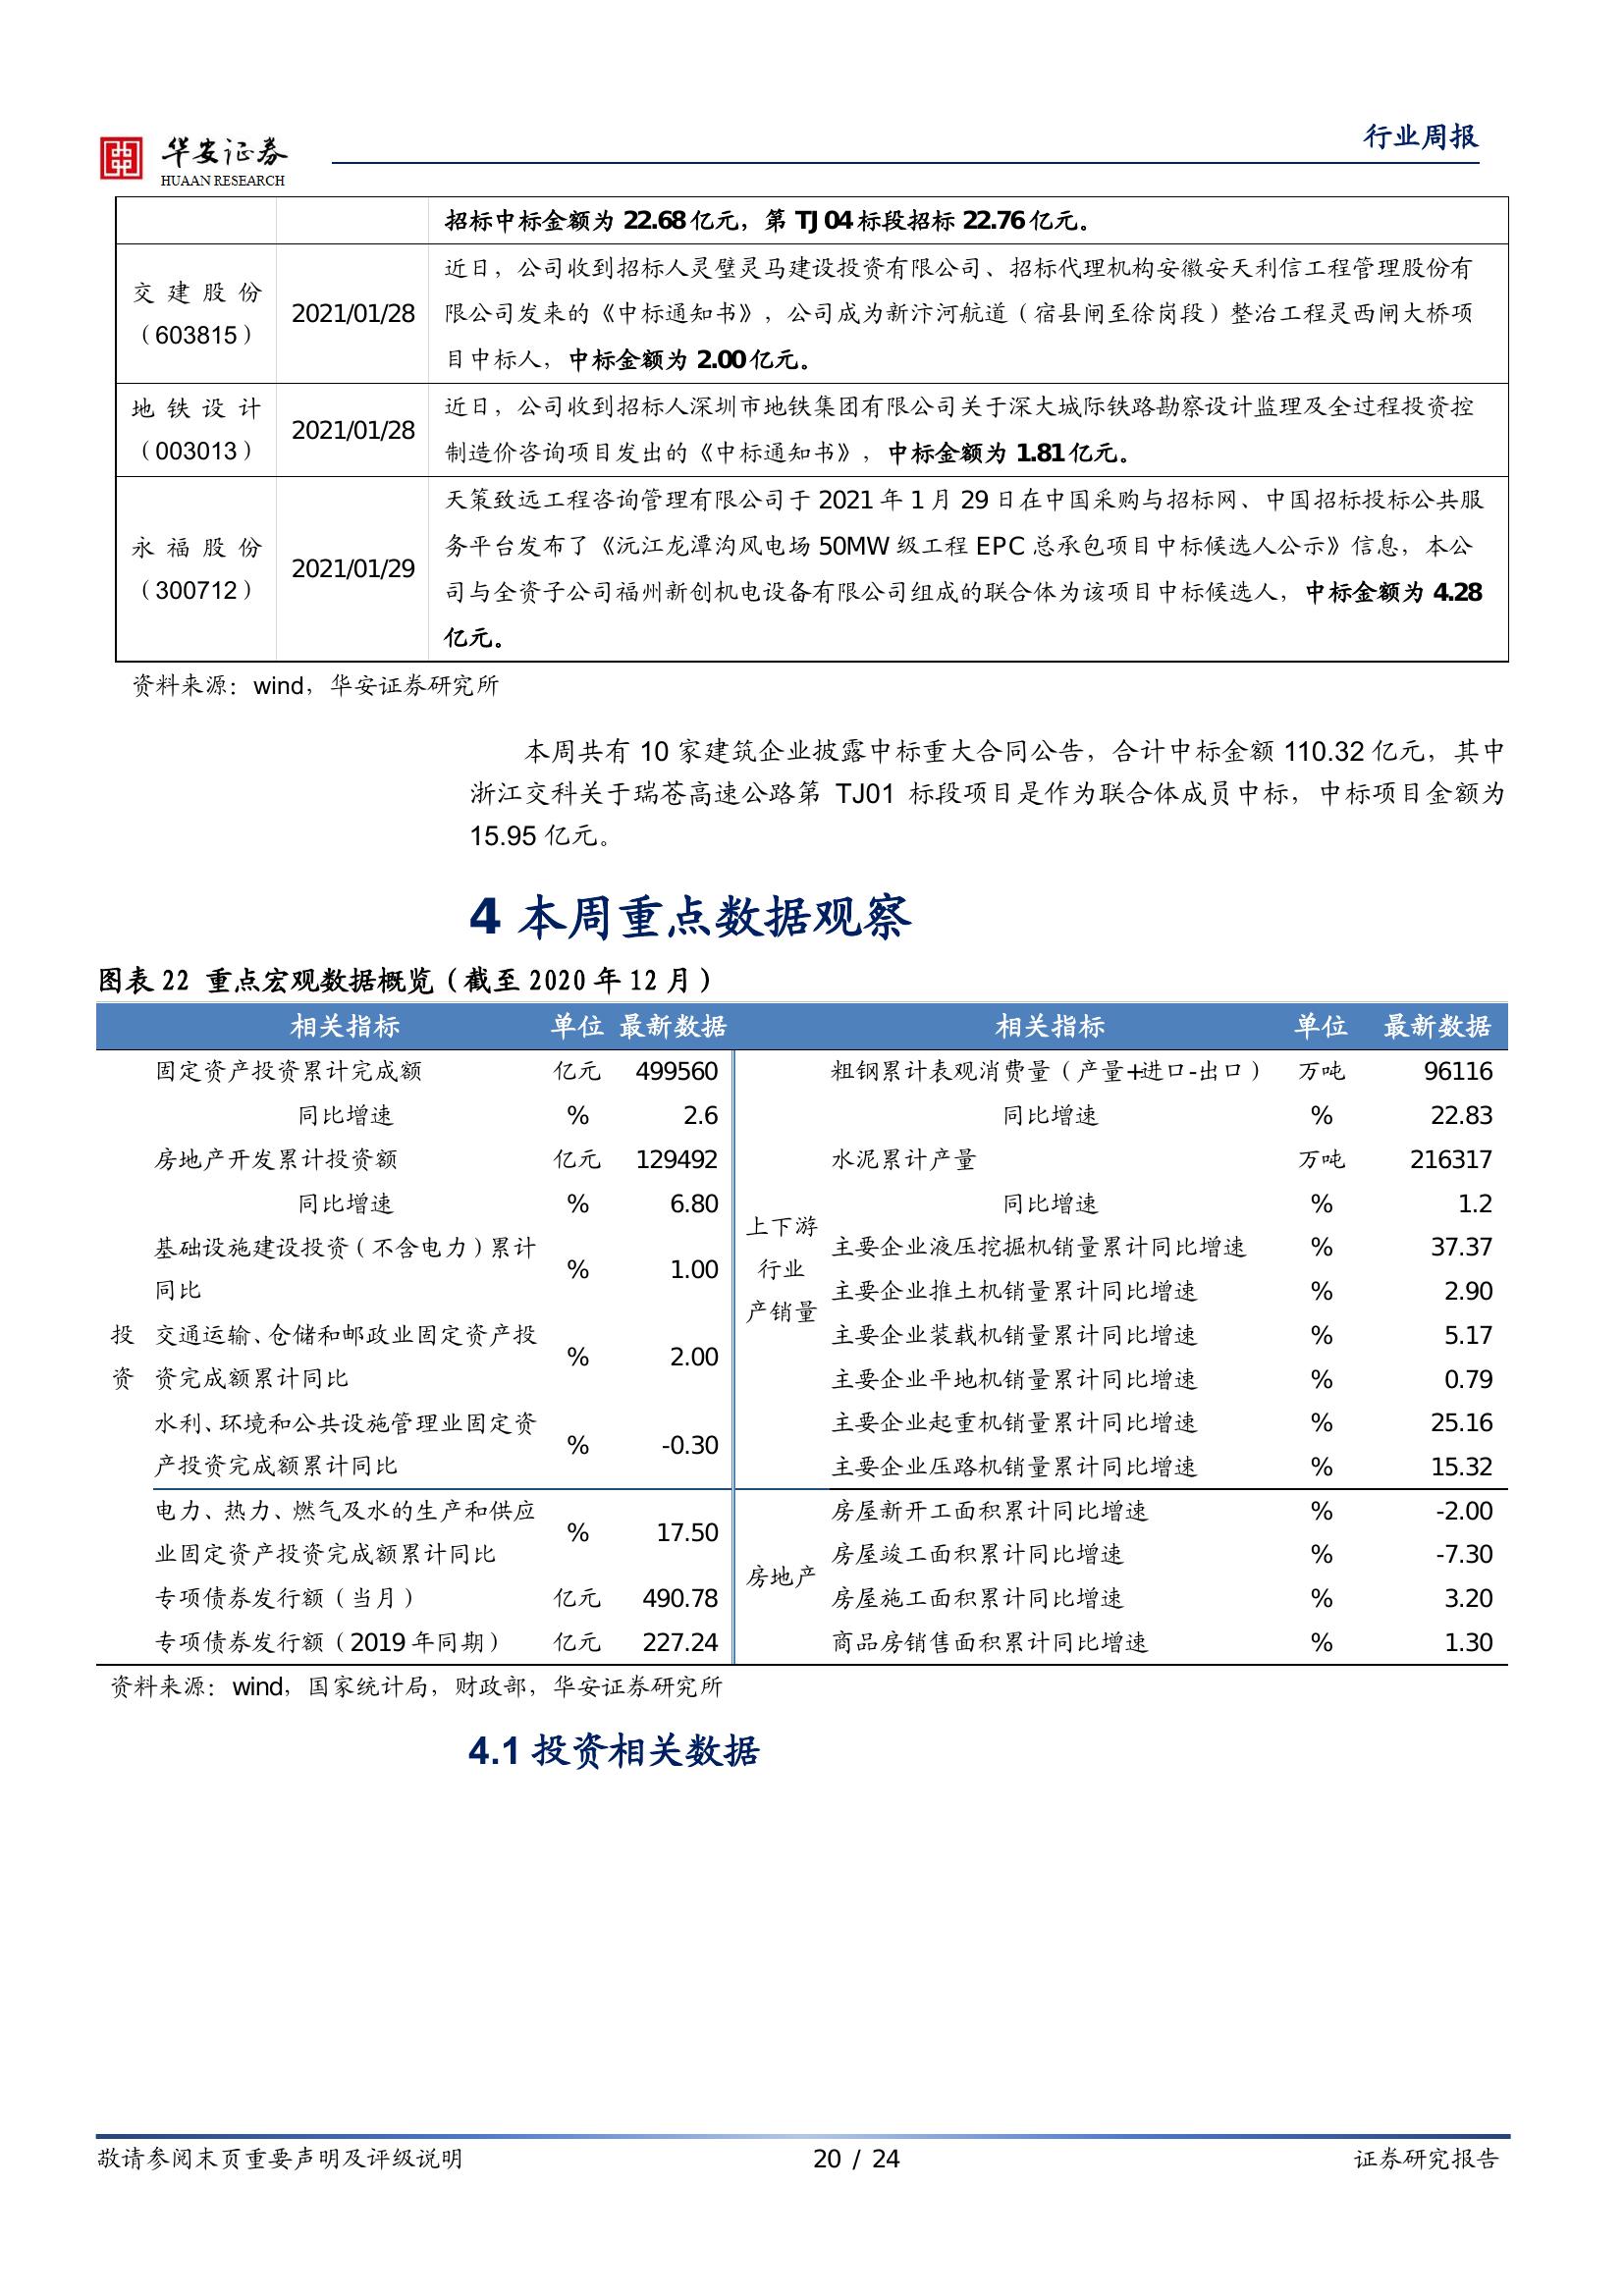 华安证券
HUAAN RESEARCH
行业周报
招标中标金额为 22.68 亿元，第 TJ04 标段招标 22.76 亿元。
交建股份
（603815）
2021/01/28
近日，公司收到招标人灵璧灵马建设投资有限公司、招标代理机构安徽安天利信工程管理股份有
限公司发来的《中标通知书》，公司成为新汴河航道（宿县闸至徐岗段）整治工程灵西闸大桥项
目中标人，中标金额为 2.00 亿元。
地铁设计
（003013）
2021/01/28
近日，公司收到招标人深圳市地铁集团有限公司关于深大城际铁路勘察设计监理及全过程投资控
制造价咨询项目发出的《中标通知书》，中标金额为 1.81 亿元。
永福股份
（300712）
2021/01/29
天策致远工程咨询管理有限公司于 2021 年 1 月 29 日在中国采购与招标网、中国招标投标公共服
务平台发布了《沅江龙潭沟风电场 50MW 级工程 EPC 总承包项目中标候选人公示》信息，本公
司与全资子公司福州新创机电设备有限公司组成的联合体为该项目中标候选人，中标金额为 4.28
亿元。
资料来源：wind，华安证券研究所
本周共有 10 家建筑企业披露中标重大合同公告，合计中标金额 110.32 亿元，其中
浙江交科关于瑞苍高速公路第 TJ01 标段项目是作为联合体成员中标，中标项目金额为
15.95 亿元。
4 本周重点数据观察
图表 22 重点宏观数据概览（截至 2020 年 12 月）
相关指标 单位 最新数据 相关指标 单位 最新数据
投
资
固定资产投资累计完成额 亿元 499560
同比增速 % 2.6
房地产开发累计投资额 亿元 129492
同比增速 % 6.80
基础设施建设投资（不含电力）累计
同比 % 1.00
交通运输、仓储和邮政业固定资产投
资完成额累计同比 % 2.00
水利、环境和公共设施管理业固定资
产投资完成额累计同比 % -0.30
电力、热力、燃气及水的生产和供应
业固定资产投资完成额累计同比 % 17.50
专项债券发行额（当月） 亿元 490.78
专项债券发行额（2019 年同期） 亿元 227.24
上下游
行业
产销量
粗钢累计表观消费量（产量+进口-出口） 万吨 96116
同比增速 % 22.83
水泥累计产量 万吨 216317
同比增速 % 1.2
主要企业液压挖掘机销量累计同比增速 % 37.37
主要企业推土机销量累计同比增速 % 2.90
主要企业装载机销量累计同比增速 % 5.17
主要企业平地机销量累计同比增速 % 0.79
主要企业起重机销量累计同比增速 % 25.16
主要企业压路机销量累计同比增速 % 15.32
房地产
房屋新开工面积累计同比增速 % -2.00
房屋竣工面积累计同比增速 % -7.30
房屋施工面积累计同比增速 % 3.20
商品房销售面积累计同比增速 % 1.30
资料来源：wind，国家统计局，财政部，华安证券研究所
4.1 投资相关数据
敬请参阅末页重要声明及评级说明 20 / 24 证券研究报告